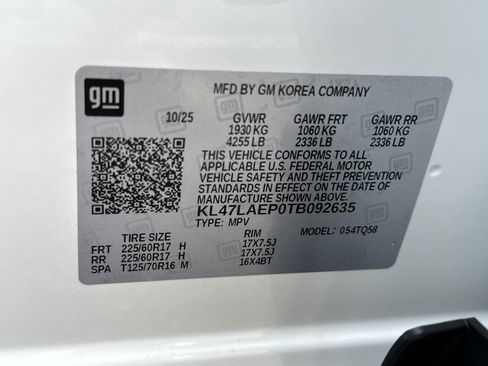 gm
MFD BY GM KOREA COMPANY
10/25 GVWR GAWR FRT GAWR RR
1930 KG 1060 KG 1060 KG
4255 LB 2336 LB 2336 LB
THIS VEHICLE CONFORMS TO ALL
APPLICABLE U.S. FEDERAL MOTOR
VEHICLE SAFETY AND THEFT PREVENTION
STANDARDS IN EFFECT ON THE DATE OF
MANUFACTURE SHOWN ABOVE.
KL47LAEP0TB092635
TYPE: MPV MODEL: 054TQ58
TIRE SIZE RIM
FRT 225/60R17 H 17X7.5J
RR 225/60R17 H 17X7.5J
SPA T125/70R16 M 16X4BT